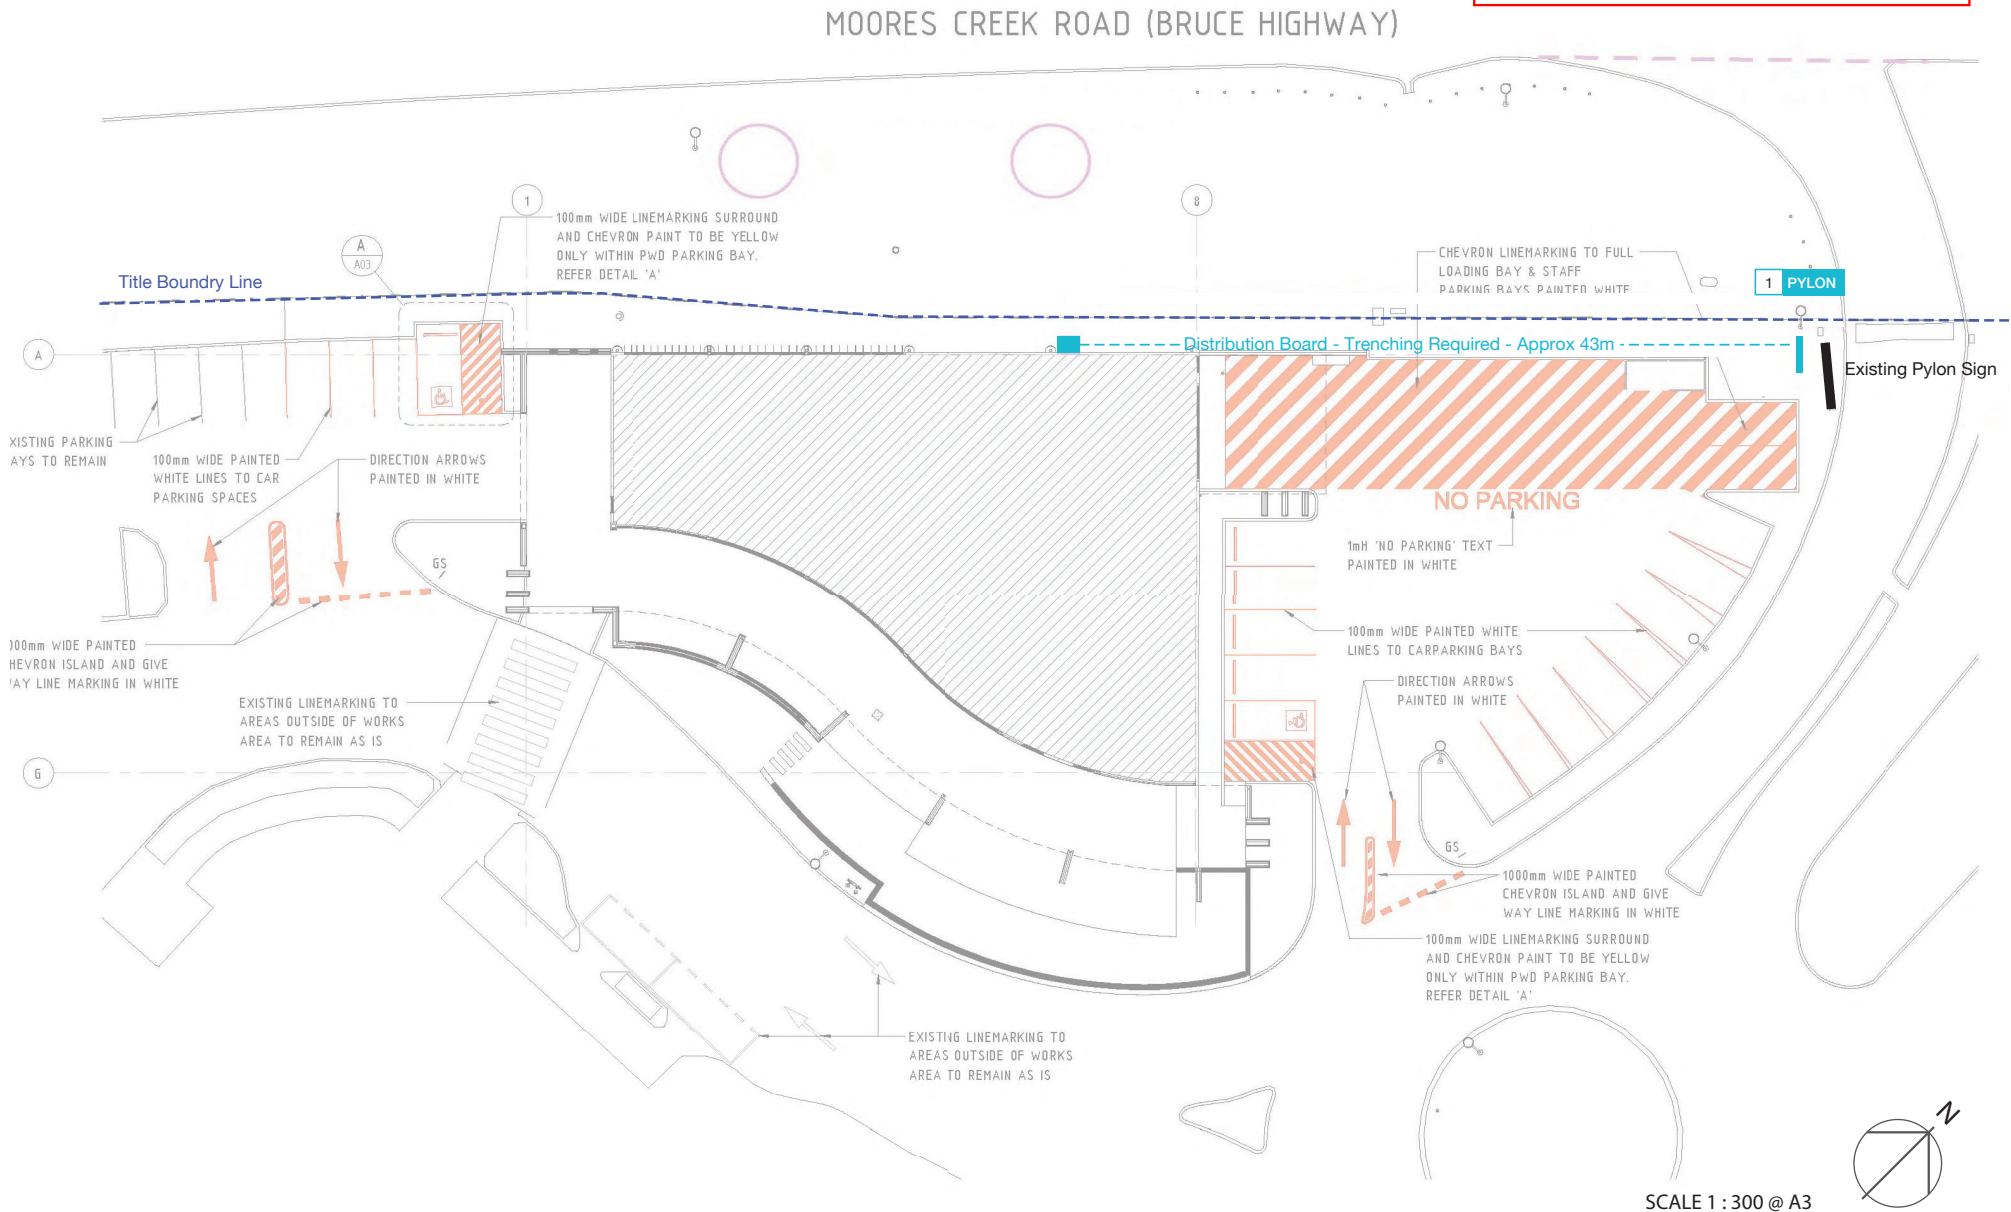 MOORES CREEK ROAD (BRUCE HIGHWAY)
1
8
100mm WIDE LINEMARKING SURROUND
AND CHEVRON PAINT TO BE YELLOW
ONLY WITHIN PWD PARKING BAY.
REFER DETAIL 'A'
A
A03
CHEVRON LINEMARKING TO FULL
LOADING BAY & STAFF
PARKING BAYS PAINTED WHITE
Title Boundry Line
1 PYLON
A
Distribution Board - Trenching Required - Approx 43m
Existing Pylon Sign
XISTING PARKING
AYS TO REMAIN
100mm WIDE PAINTED
WHITE LINES TO CAR
PARKING SPACES
DIRECTION ARROWS
PAINTED IN WHITE
NO PARKING
1mH 'NO PARKING' TEXT
PAINTED IN WHITE
GS
000mm WIDE PAINTED
HEVRON ISLAND AND GIVE
AY LINE MARKING IN WHITE
100mm WIDE PAINTED WHITE
LINES TO CARPARKING BAYS
EXISTING LINEMARKING TO
AREAS OUTSIDE OF WORKS
AREA TO REMAIN AS IS
DIRECTION ARROWS
PAINTED IN WHITE
G
GS
1000mm WIDE PAINTED
CHEVRON ISLAND AND GIVE
WAY LINE MARKING IN WHITE
100mm WIDE LINEMARKING SURROUND
AND CHEVRON PAINT TO BE YELLOW
ONLY WITHIN PWD PARKING BAY.
REFER DETAIL 'A'
EXISTING LINEMARKING TO
AREAS OUTSIDE OF WORKS
AREA TO REMAIN AS IS
N
SCALE 1 : 300 @ A3